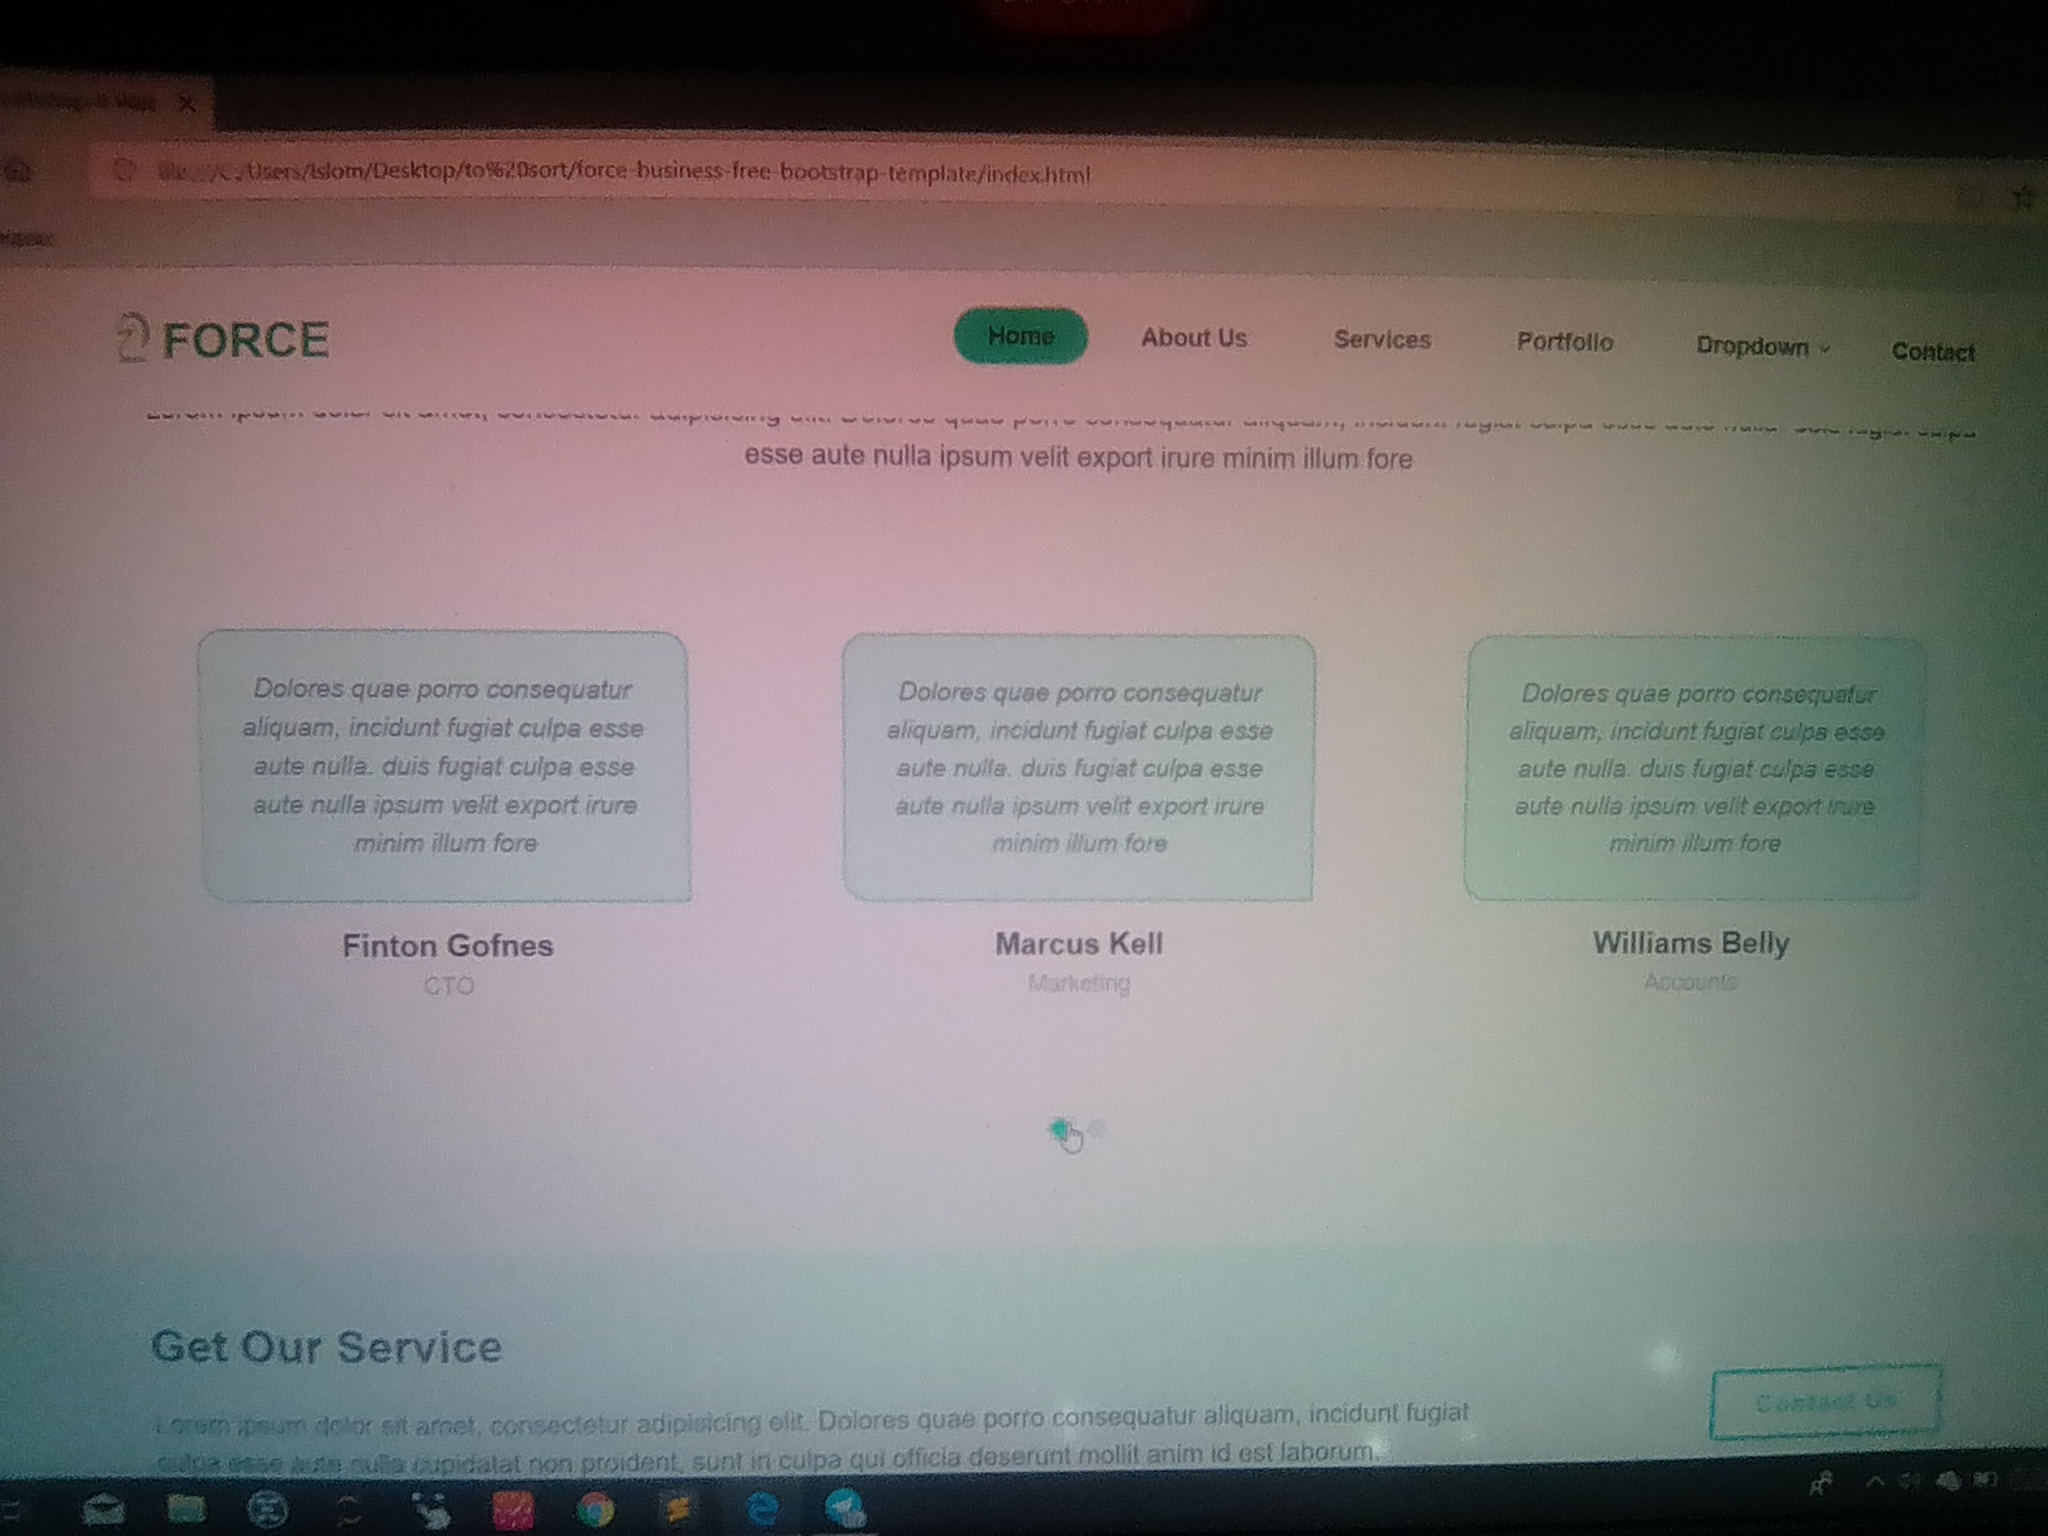 Users/Islom/Desktop/to%20sort/force-business-free-bootstrap-template/index.html
FORCE
Home About Us Services Portfolio Dropdown Contact
esse aute nulla ipsum velit export irure minim illum fore
Dolores quae porro consequatur
aliquam, incidunt fugiat culpa esse
aute nulla. duis fugiat culpa esse
aute nulla ipsum velit export irure
minim illum fore
Finton Gofnes
CTO
Dolores quae porro consequatur
aliquam, incidunt fugiat culpa esse
aute nulla. duis fugiat culpa esse
aute nulla ipsum velit export irure
minim illum fore
Marcus Kell
Marketing
Dolores quae porro consequatur
aliquam, incidunt fugiat culpa esse
aute nulla. duis fugiat culpa esse
aute nulla ipsum velit export irure
minim illum fore
Williams Belly
Accounts
Get Our Service
Lorem ipsum dolor sit amet, consectetur adipisicing elit. Dolores quae porro consequatur aliquam, incidunt fugiat
culpa esse aute nulla cupidatat non proident, sunt in culpa qui officia deserunt mollit anim id est laborum.
Contact Us